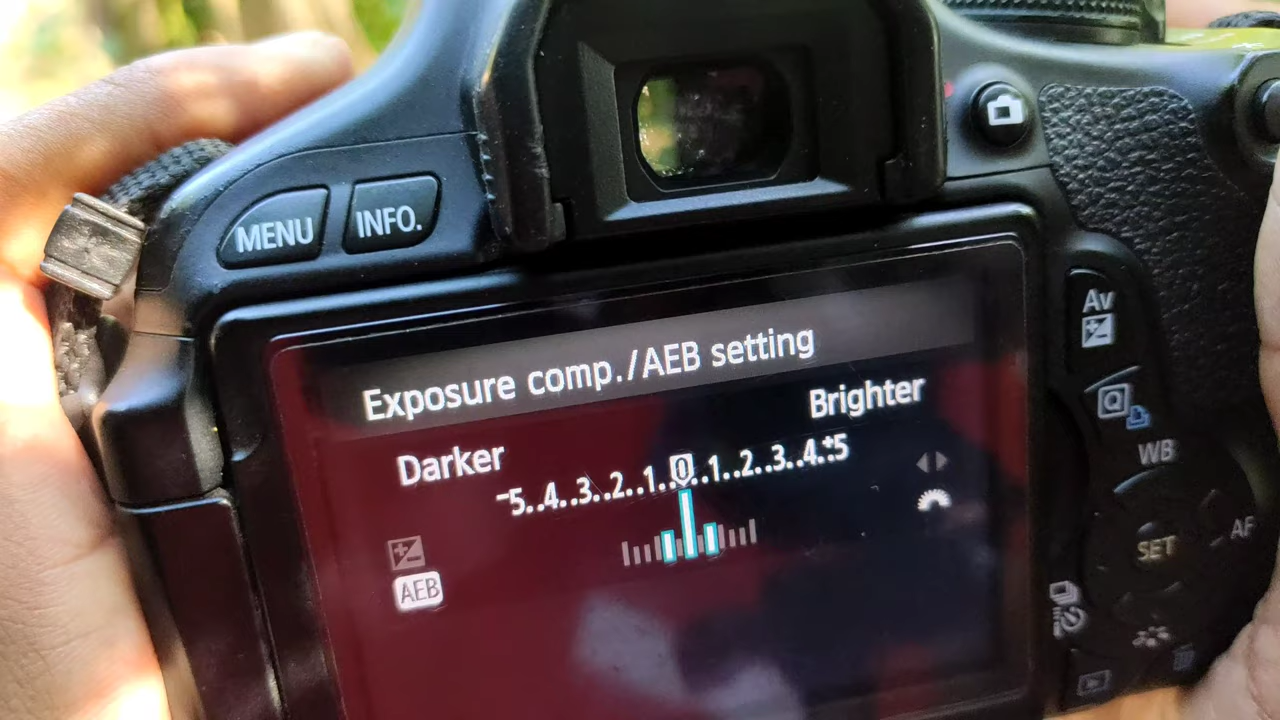 MENU
INFO.
Av
Q
WB
AF
SET
Exposure comp./AEB setting
Darker
Brighter
-5..4..3..2..1..0..1..2..3..4.+5
AEB